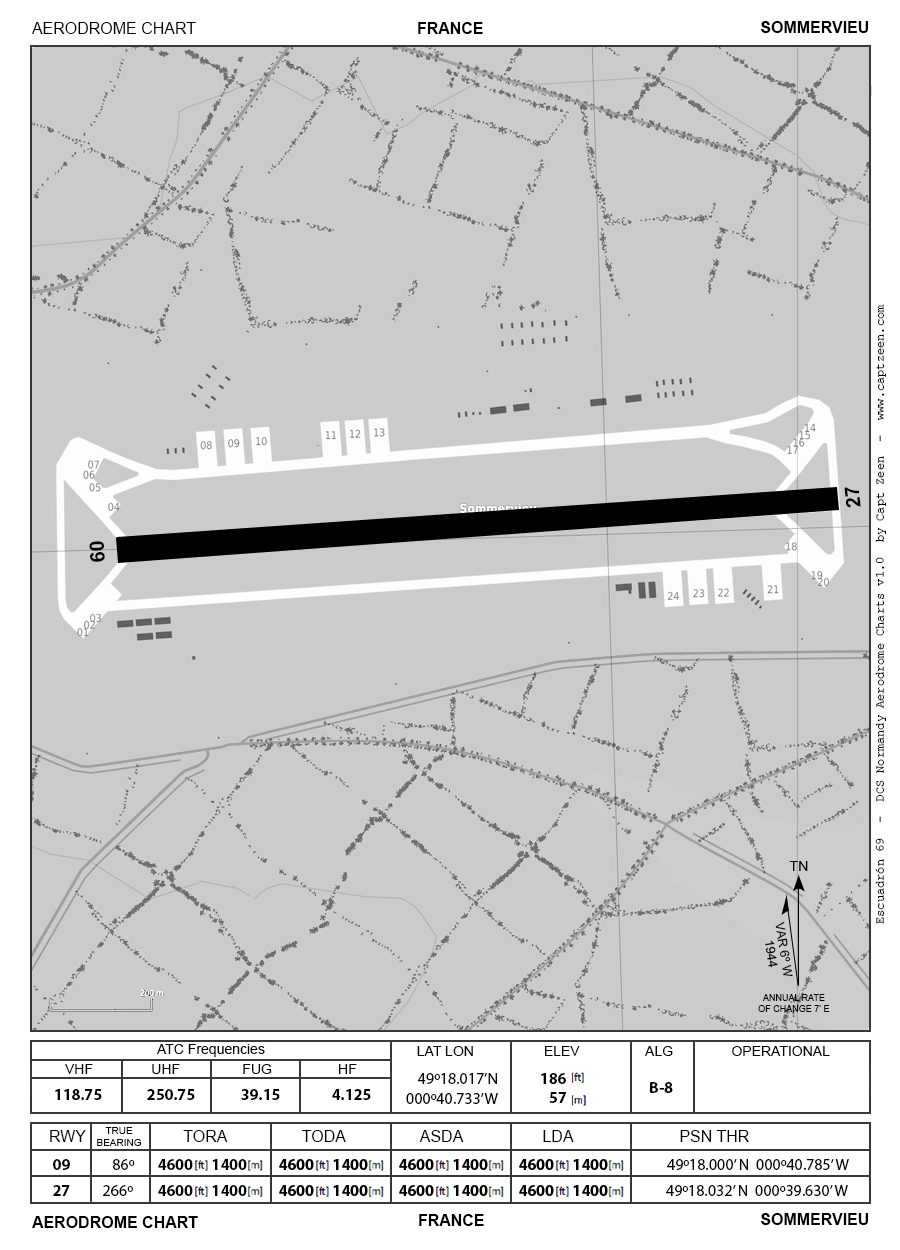 AERODROME CHART FRANCE SOMMERVIEU
14
15
16
17
08 09 10 11 12 13
07
06
05
04
27
Sommervieu
09
18
19
20
24 23 22 21
03
02
01
TN
VAR 6º W
1944
ANNUAL RATE
OF CHANGE 7' E
200 m
Escuadrón 69 - DCS Normandy Aerodrome Charts v1.0 by Capt Zeen - www.captzeen.com
ATC Frequencies LAT LON ELEV ALG OPERATIONAL
VHF UHF FUG HF
118.75 250.75 39.15 4.125
49º18.017'N 186 [ft] B-8
000º40.733'W 57 [m]
RWY TRUE BEARING TORA TODA ASDA LDA PSN THR
09 86º 4600 [ft] 1400 [m] 4600 [ft] 1400 [m] 4600 [ft] 1400 [m] 4600 [ft] 1400 [m] 49º18.000' N 000º40.785' W
27 266º 4600 [ft] 1400 [m] 4600 [ft] 1400 [m] 4600 [ft] 1400 [m] 4600 [ft] 1400 [m] 49º18.032' N 000º39.630' W
AERODROME CHART FRANCE SOMMERVIEU